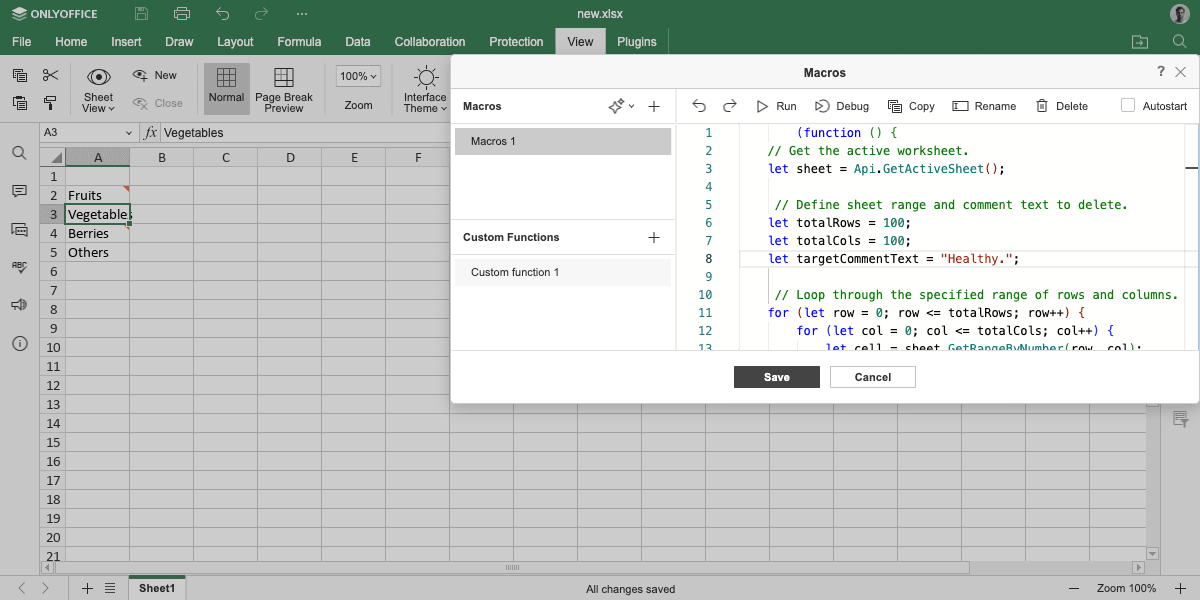 ONLYOFFICE
...
new.xlsx
File Home Insert Draw Layout Formula Data Collaboration Protection View Plugins
Sheet View
New
Close
Normal
Page Break Preview
100%
Zoom
Interface Theme
A3
fx
Vegetables
A B C D E F
1
2 Fruits
3 Vegetables
4 Berries
5 Others
6
7
8
9
10
11
12
13
14
15
16
17
18
19
20
21
ABC
Macros
?
Macros
Run Debug Copy Rename Delete Autostart
Macros 1
Custom Functions
Custom function 1
1 (function () {
2 // Get the active worksheet.
3 let sheet = Api.GetActiveSheet();
4
5 // Define sheet range and comment text to delete.
6 let totalRows = 100;
7 let totalCols = 100;
8 let targetCommentText = "Healthy.";
9
10 // Loop through the specified range of rows and columns.
11 for (let row = 0; row <= totalRows; row++) {
12 for (let col = 0; col <= totalCols; col++) {
13 let cell = sheet.GetRangeByNumber(row, col);
Save Cancel
Sheet1
All changes saved
Zoom 100%